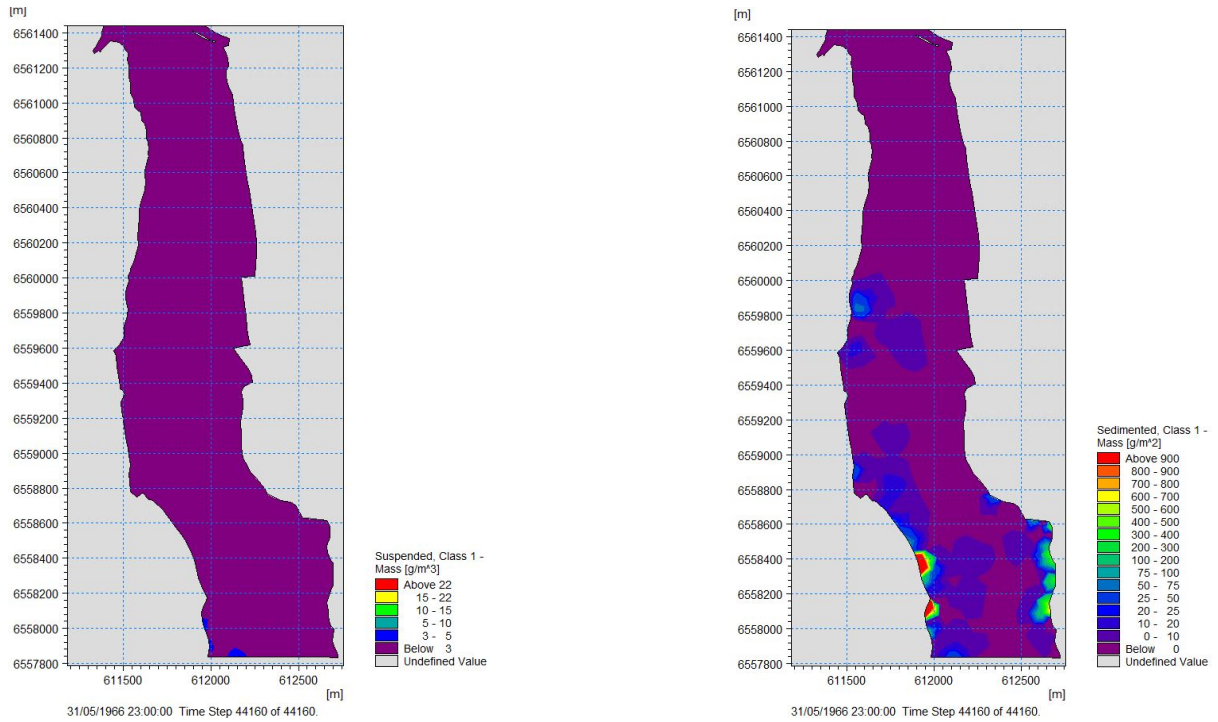 [m]
6561400
6561200
6561000
6560800
6560600
6560400
6560200
6560000
6559800
6559600
6559400
6559200
6559000
6558800
6558600
6558400
6558200
6558000
6557800
611500
612000
612500
[m]
31/05/1966 23:00:00 Time Step 44160 of 44160.
Suspended, Class 1 -
Mass [g/m^3]
Above 22
15 - 22
10 - 15
5 - 10
3 - 5
Below 3
Undefined Value
[m]
6561400
6561200
6561000
6560800
6560600
6560400
6560200
6560000
6559800
6559600
6559400
6559200
6559000
6558800
6558600
6558400
6558200
6558000
6557800
611500
612000
612500
[m]
31/05/1966 23:00:00 Time Step 44160 of 44160.
Sedimented, Class 1 -
Mass [g/m^2]
Above 900
800 - 900
700 - 800
600 - 700
500 - 600
400 - 500
300 - 400
200 - 300
100 - 200
75 - 100
50 - 75
25 - 50
20 - 25
10 - 20
0 - 10
Below 0
Undefined Value